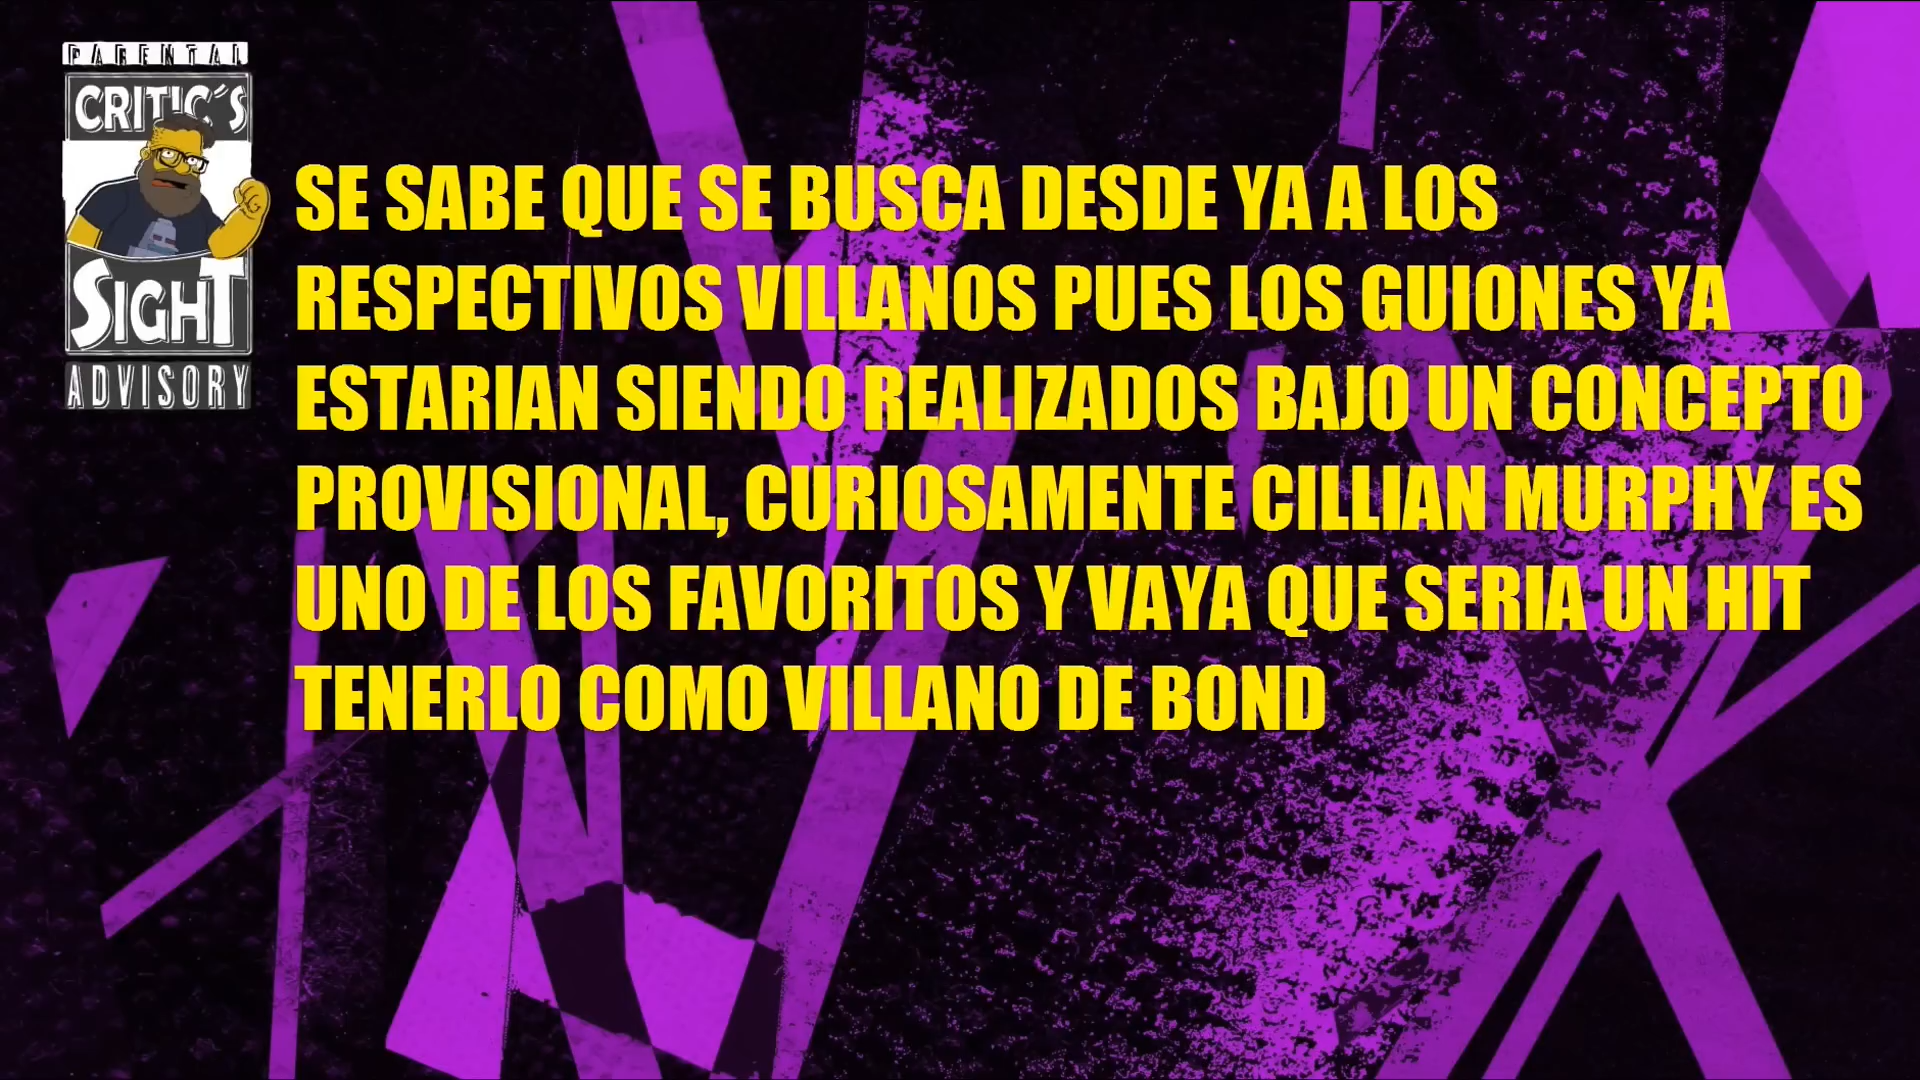 PARENTAL
CRITIC´S
SIGHT
ADVISORY
SE SABE QUE SE BUSCA DESDE YA A LOS
RESPECTIVOS VILLANOS PUES LOS GUIONES YA
ESTARIAN SIENDO REALIZADOS BAJO UN CONCEPTO
PROVISIONAL, CURIOSAMENTE CILLIAN MURPHY ES
UNO DE LOS FAVORITOS Y VAYA QUE SERIA UN HIT
TENERLO COMO VILLANO DE BOND